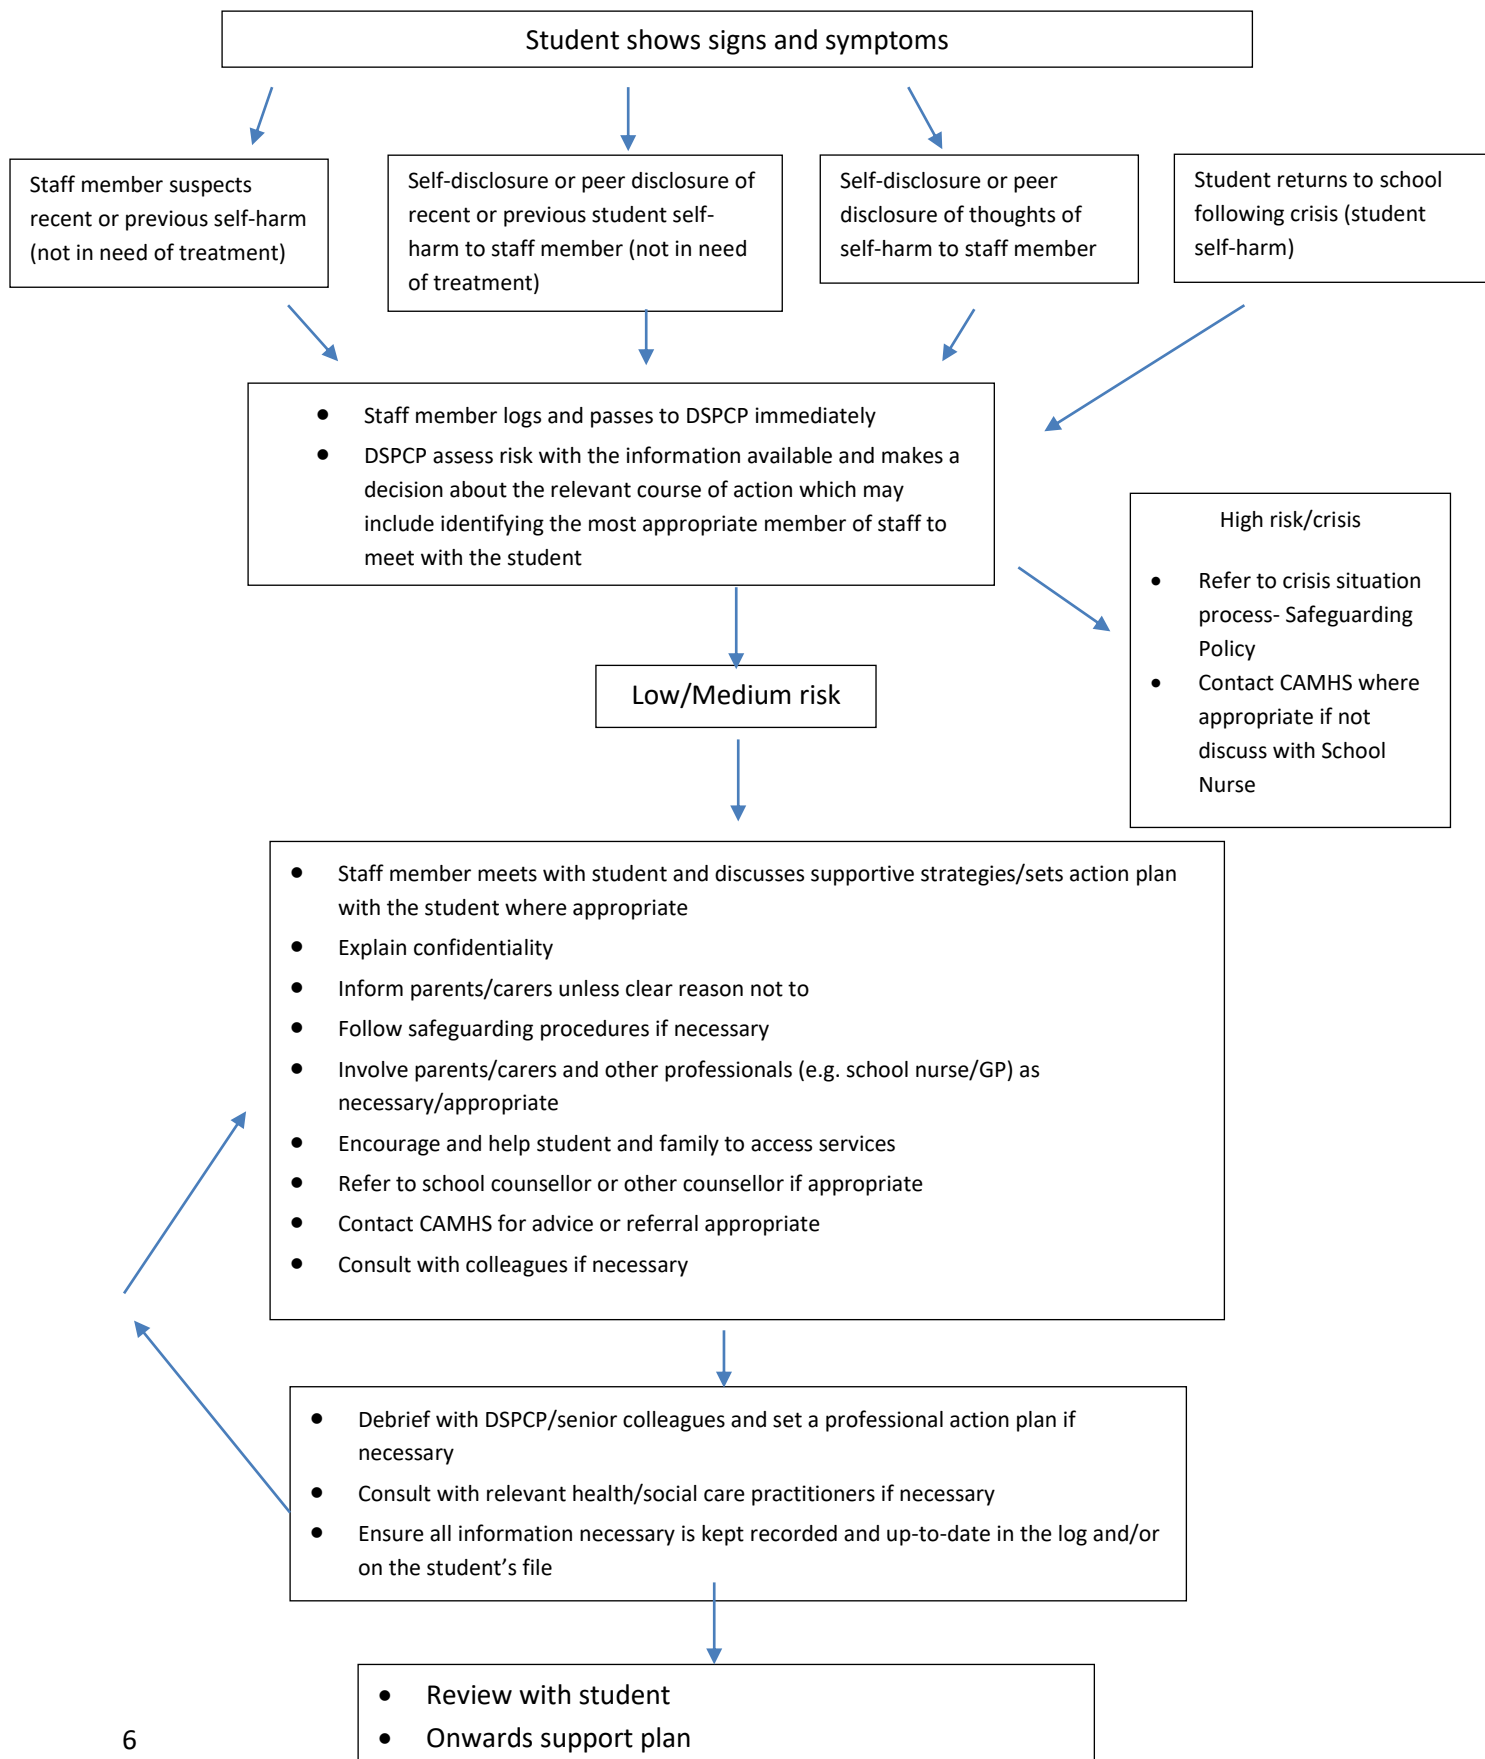 Student shows signs and symptoms
Staff member suspects
recent or previous self-harm
(not in need of treatment)
Self-disclosure or peer disclosure of
recent or previous student self-
harm to staff member (not in need
of treatment)
Self-disclosure or peer
disclosure of thoughts of
self-harm to staff member
Student returns to school
following crisis (student
self-harm)
● Staff member logs and passes to DSPCP immediately
● DSPCP assess risk with the information available and makes a
decision about the relevant course of action which may
include identifying the most appropriate member of staff to
meet with the student
High risk/crisis
● Refer to crisis situation
process- Safeguarding
Policy
● Contact CAMHS where
appropriate if not
discuss with School
Nurse
Low/Medium risk
● Staff member meets with student and discusses supportive strategies/sets action plan
with the student where appropriate
● Explain confidentiality
● Inform parents/carers unless clear reason not to
● Follow safeguarding procedures if necessary
● Involve parents/carers and other professionals (e.g. school nurse/GP) as
necessary/appropriate
● Encourage and help student and family to access services
● Refer to school counsellor or other counsellor if appropriate
● Contact CAMHS for advice or referral appropriate
● Consult with colleagues if necessary
● Debrief with DSPCP/senior colleagues and set a professional action plan if
necessary
● Consult with relevant health/social care practitioners if necessary
● Ensure all information necessary is kept recorded and up-to-date in the log and/or
on the student’s file
● Review with student
● Onwards support plan
6